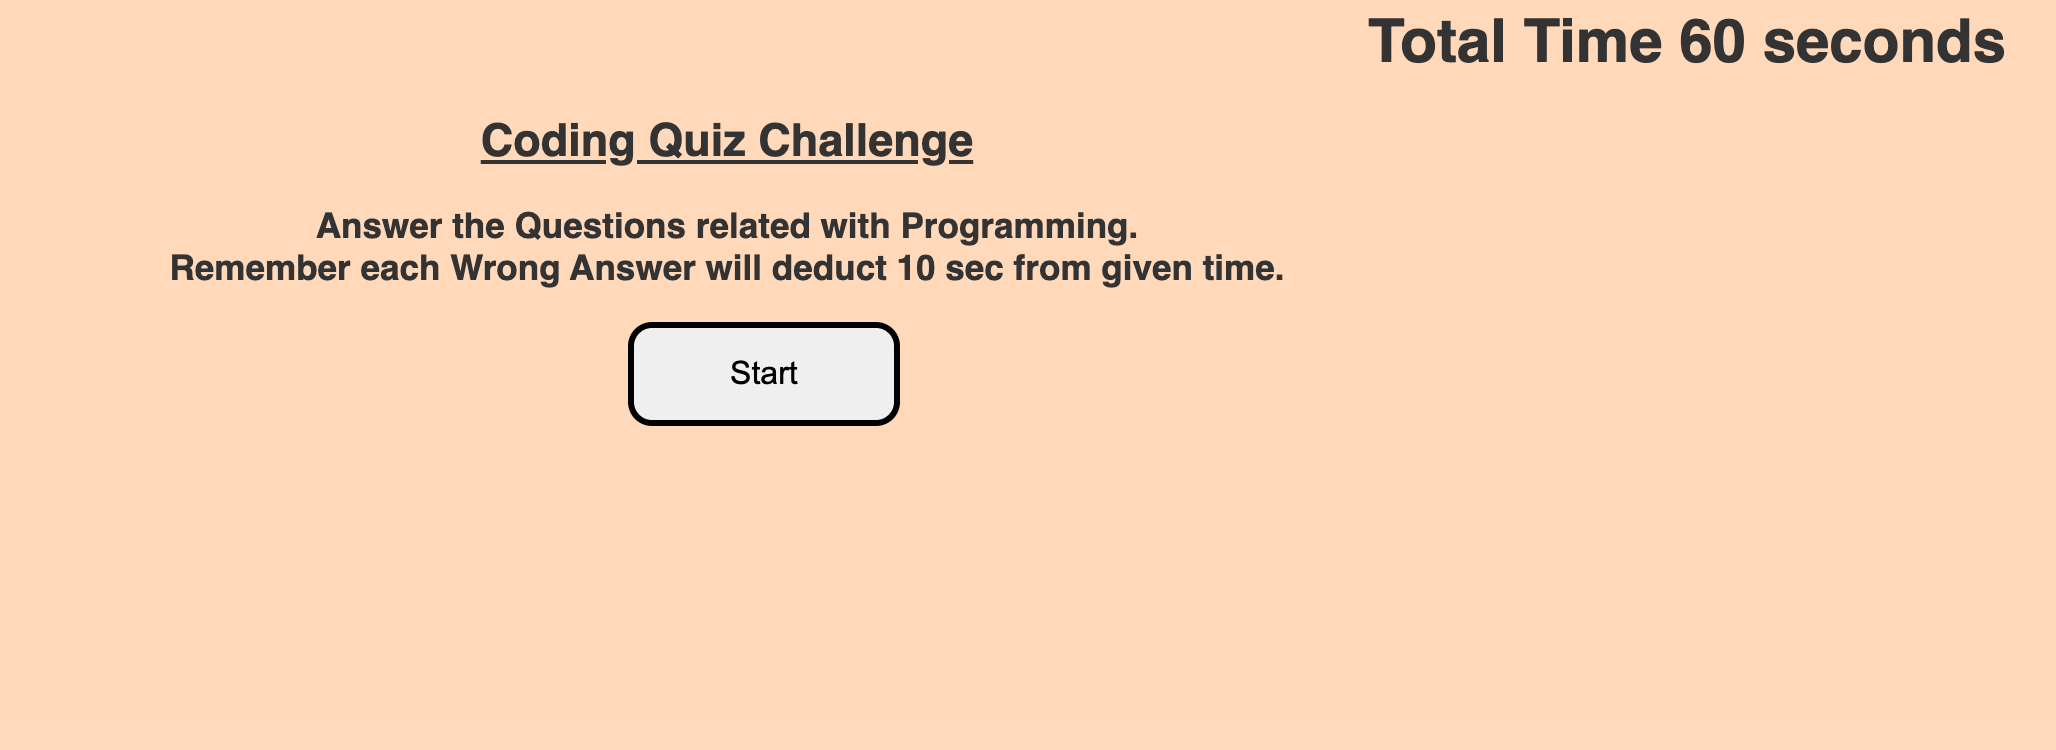 Total Time 60 seconds
Coding Quiz Challenge
Answer the Questions related with Programming.
Remember each Wrong Answer will deduct 10 sec from given time.
Start